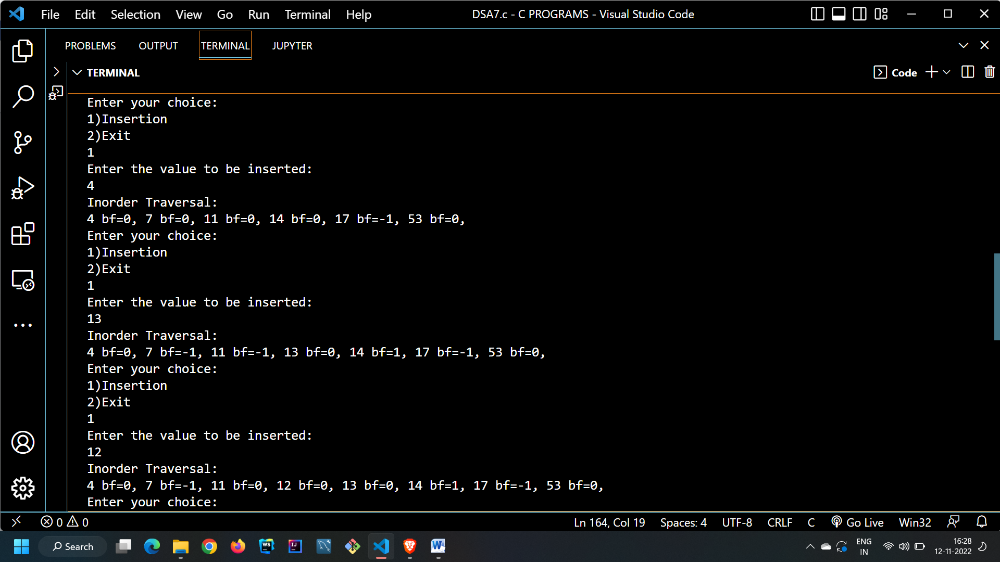 File Edit Selection View Go Run Terminal Help DSA7.c - C PROGRAMS - Visual Studio Code
PROBLEMS OUTPUT TERMINAL JUPYTER
TERMINAL Code
Enter your choice:
1)Insertion
2)Exit
1
Enter the value to be inserted:
4
Inorder Traversal:
4 bf=0, 7 bf=0, 11 bf=0, 14 bf=0, 17 bf=-1, 53 bf=0,
Enter your choice:
1)Insertion
2)Exit
1
Enter the value to be inserted:
13
Inorder Traversal:
4 bf=0, 7 bf=-1, 11 bf=-1, 13 bf=0, 14 bf=1, 17 bf=-1, 53 bf=0,
Enter your choice:
1)Insertion
2)Exit
1
Enter the value to be inserted:
12
Inorder Traversal:
4 bf=0, 7 bf=-1, 11 bf=0, 12 bf=0, 13 bf=0, 14 bf=1, 17 bf=-1, 53 bf=0,
Enter your choice:
0 0 Ln 164, Col 19 Spaces: 4 UTF-8 CRLF C Go Live Win32
Search WS IJ W ENG 16:28
IN 12-11-2022